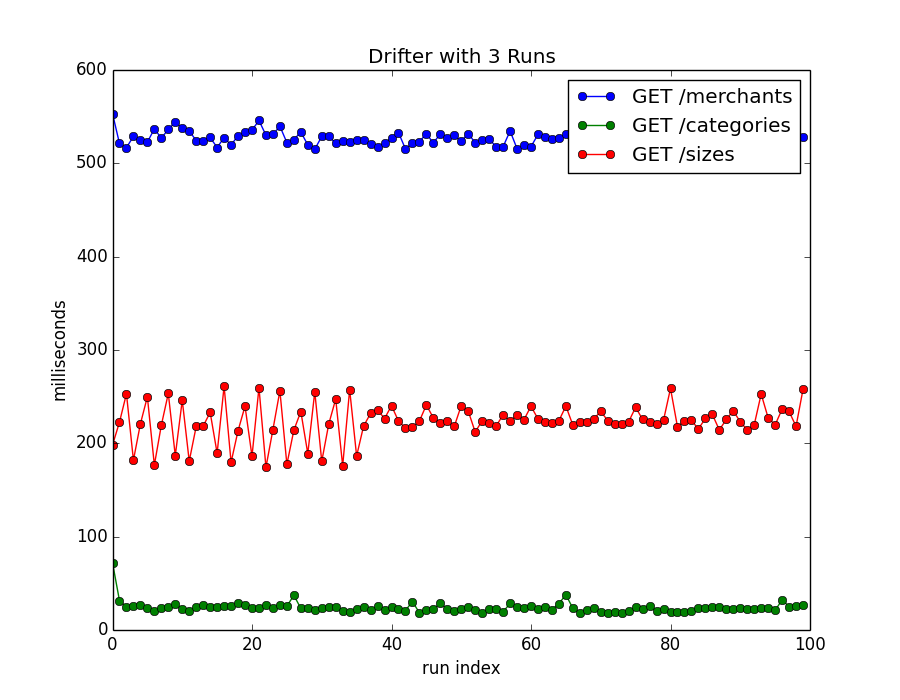 Drifter with 3 Runs
600
500
400
300
200
100
0
milliseconds
GET /merchants
GET /categories
GET /sizes
0 20 40 60 80 100
run index